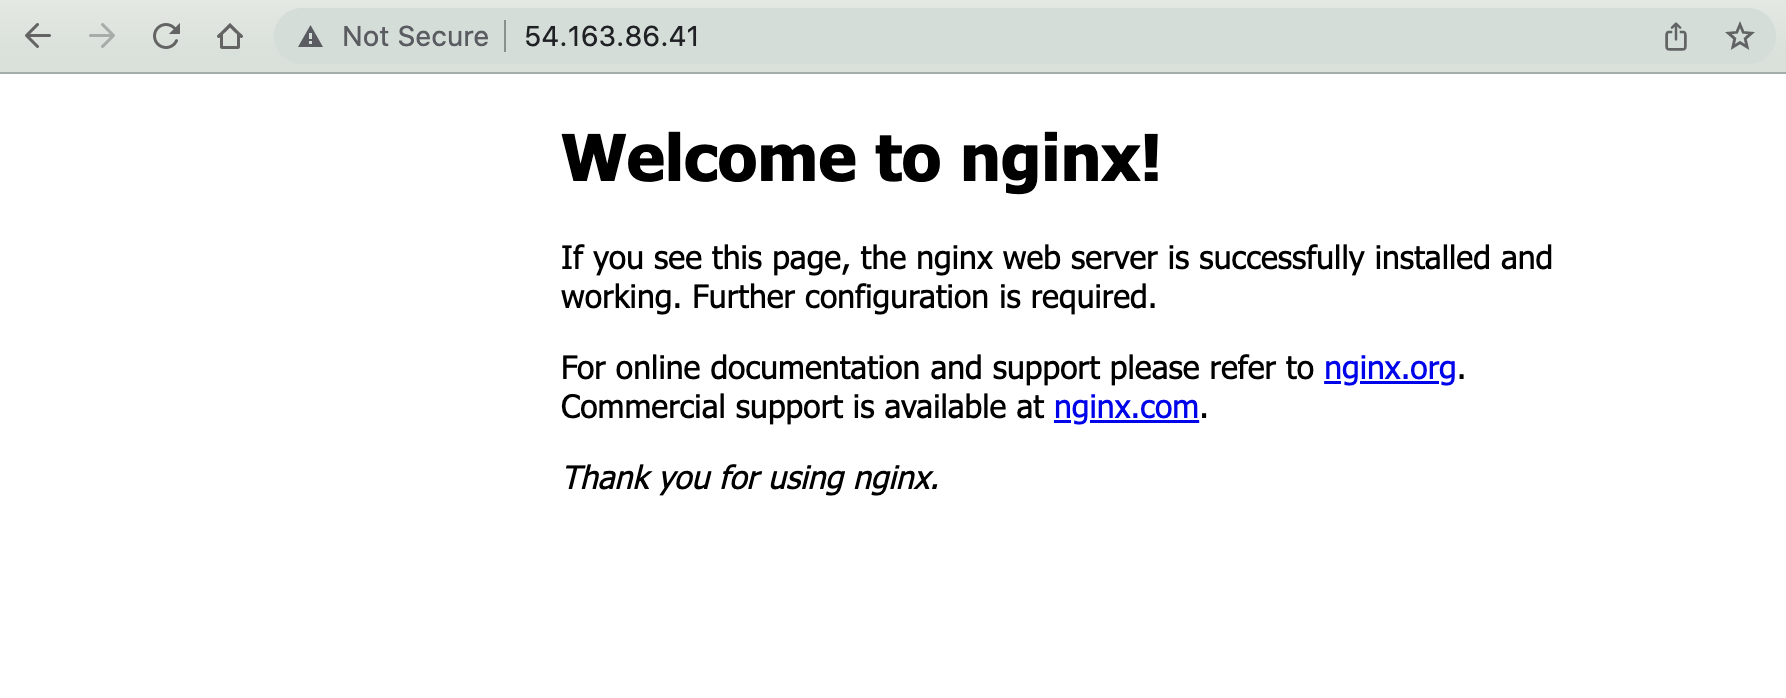 Not Secure 54.163.86.41
Welcome to nginx!
If you see this page, the nginx web server is successfully installed and
working. Further configuration is required.
For online documentation and support please refer to nginx.org.
Commercial support is available at nginx.com.
Thank you for using nginx.